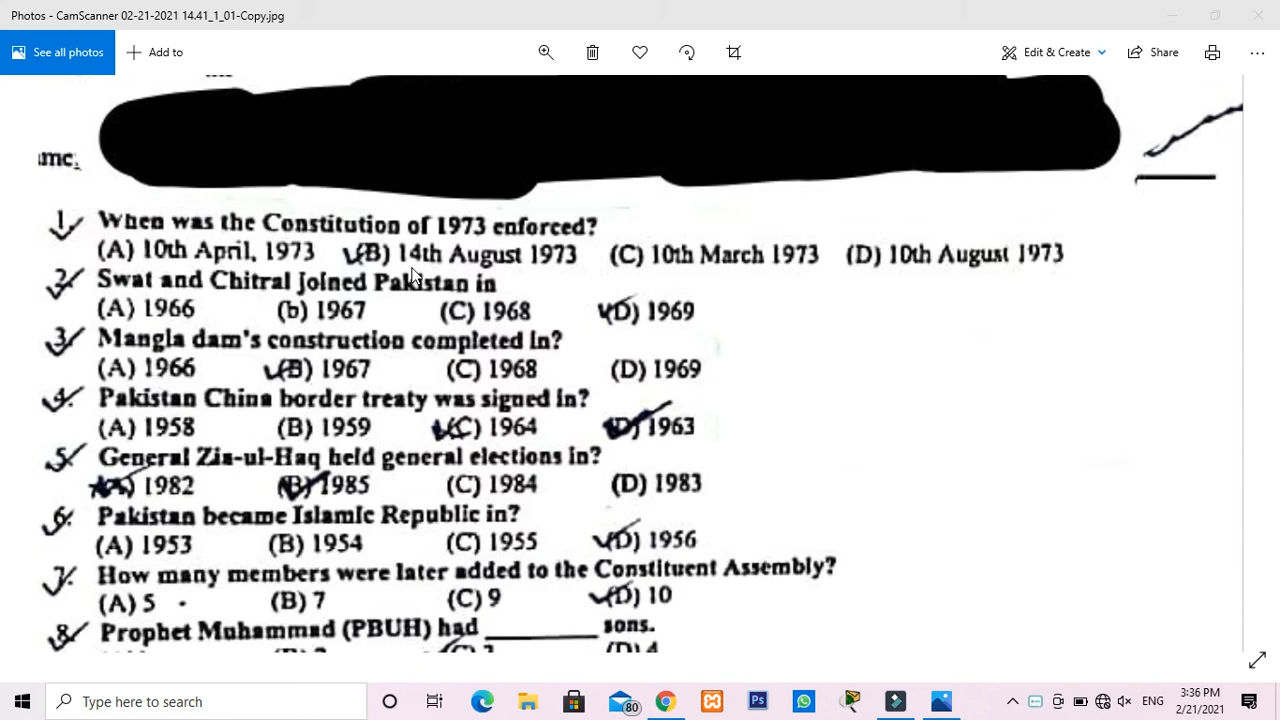 Photos - CamScanner 02-21-2021 14.41_1_01-Copy.jpg
See all photos
Add to
Edit & Create
Share
1. When was the Constitution of 1973 enforced?
(A) 10th April, 1973 (B) 14th August 1973 (C) 10th March 1973 (D) 10th August 1973
2. Swat and Chitral joined Pakistan in
(A) 1966 (b) 1967 (C) 1968 (D) 1969
3. Mangla dam's construction completed in?
(A) 1966 (B) 1967 (C) 1968 (D) 1969
4. Pakistan China border treaty was signed in?
(A) 1958 (B) 1959 (C) 1964 (D) 1963
5. General Zia-ul-Haq held general elections in?
(A) 1982 (B) 1985 (C) 1984 (D) 1983
6. Pakistan became Islamic Republic in?
(A) 1953 (B) 1954 (C) 1955 (D) 1956
7. How many members were later added to the Constituent Assembly?
(A) 5 (B) 7 (C) 9 (D) 10
8. Prophet Muhammad (PBUH) had ________ sons.
Type here to search
80
Ps
ENG
3:36 PM
2/21/2021